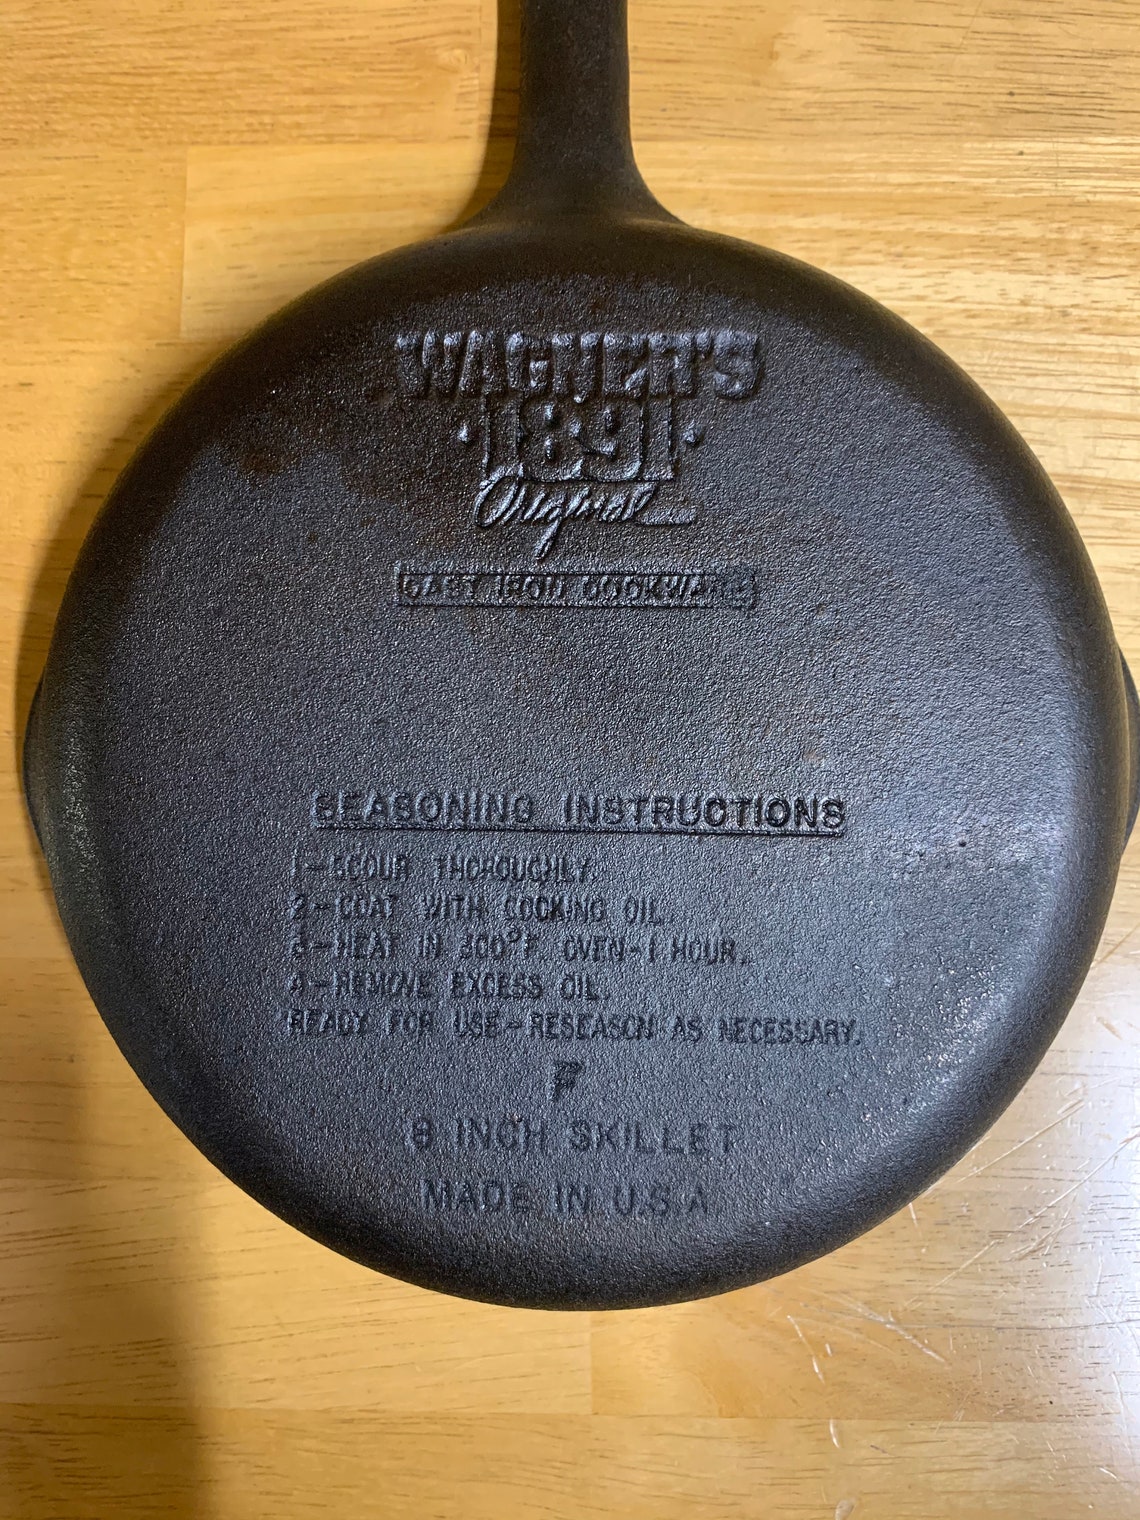 WAGNER'S
·1891·
Original
CAST IRON COOKWARE
SEASONING INSTRUCTIONS
1-SCOUR THOROUGHLY.
2-COAT WITH COOKING OIL.
3-HEAT IN 300°F. OVEN-1 HOUR.
4-REMOVE EXCESS OIL.
READY FOR USE-RESEASON AS NECESSARY.
F
8 INCH SKILLET
MADE IN U.S.A